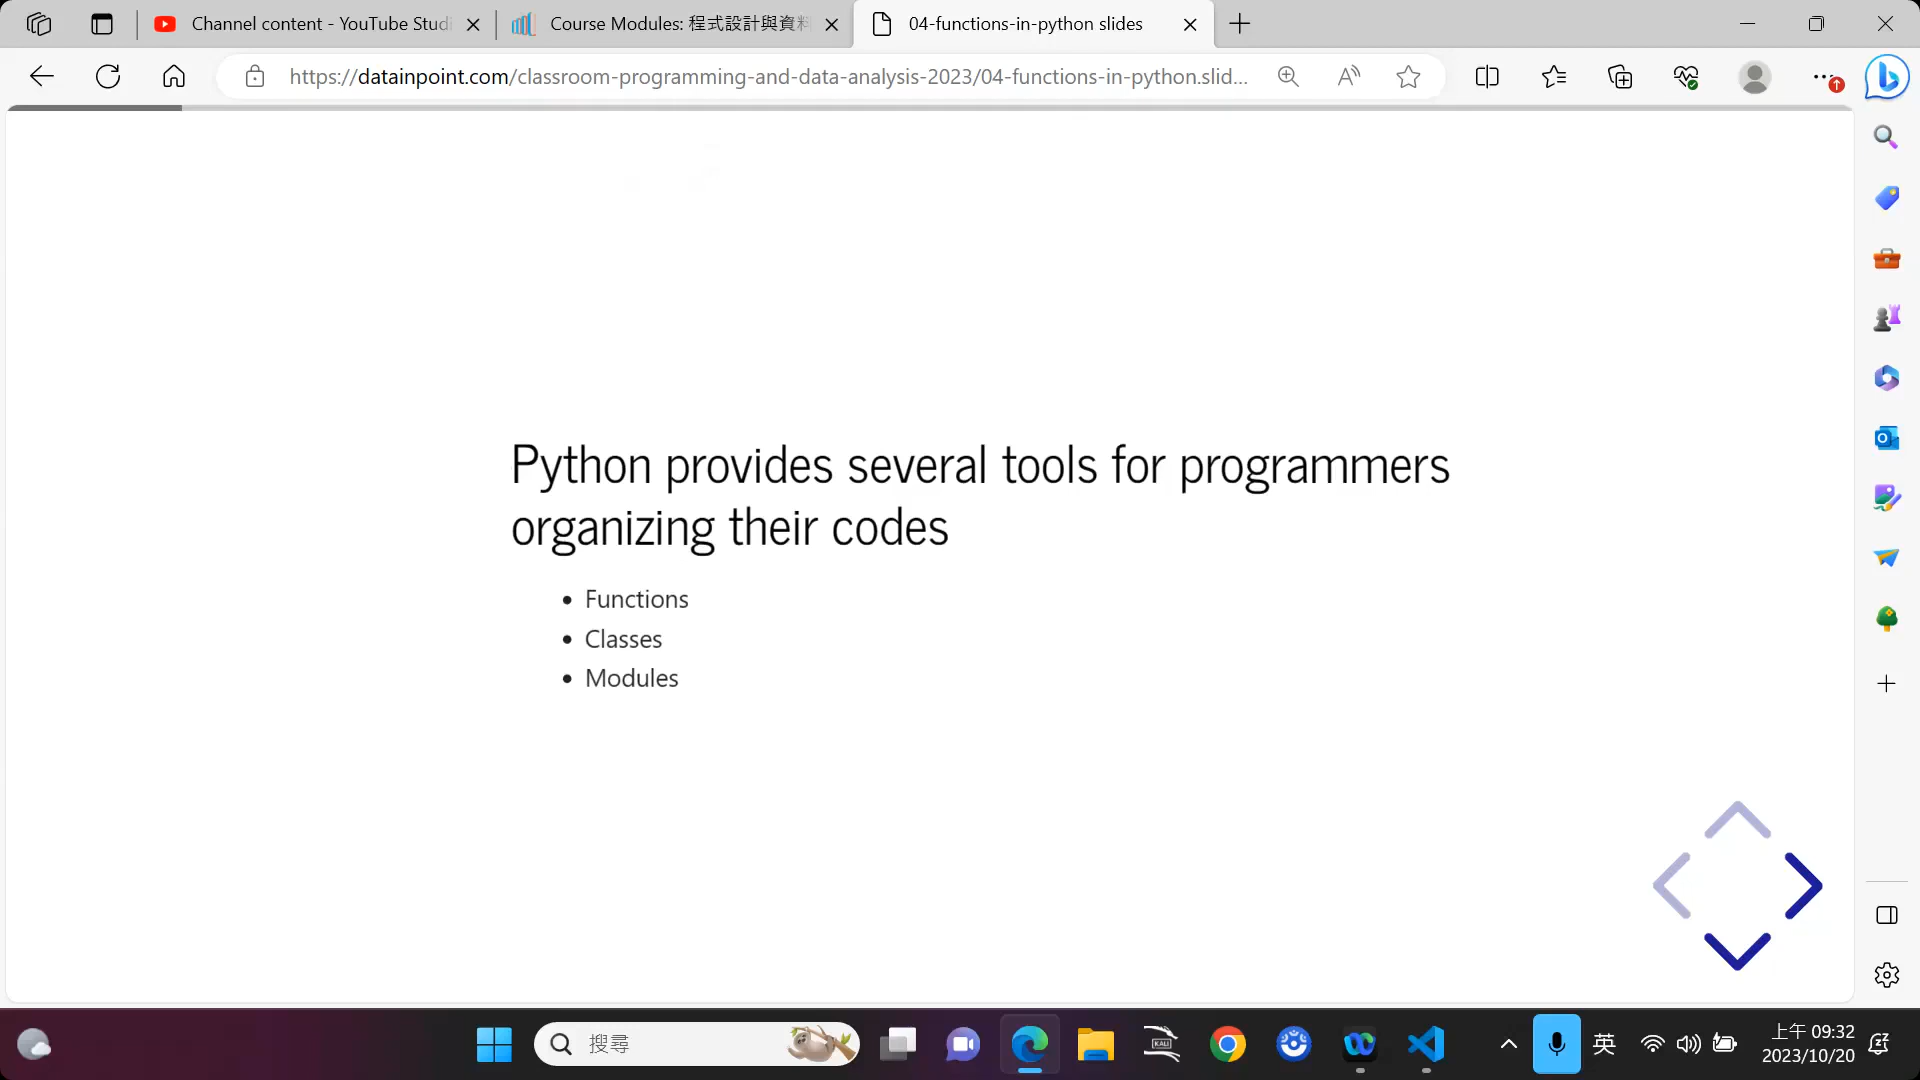 Channel content - YouTube Studi
Course Modules: 程式設計與資料
04-functions-in-python slides
https://datainpoint.com/classroom-programming-and-data-analysis-2023/04-functions-in-python.slid...
Python provides several tools for programmers
organizing their codes
• Functions
• Classes
• Modules
搜尋
KALI
英
上午 09:32
2023/10/20